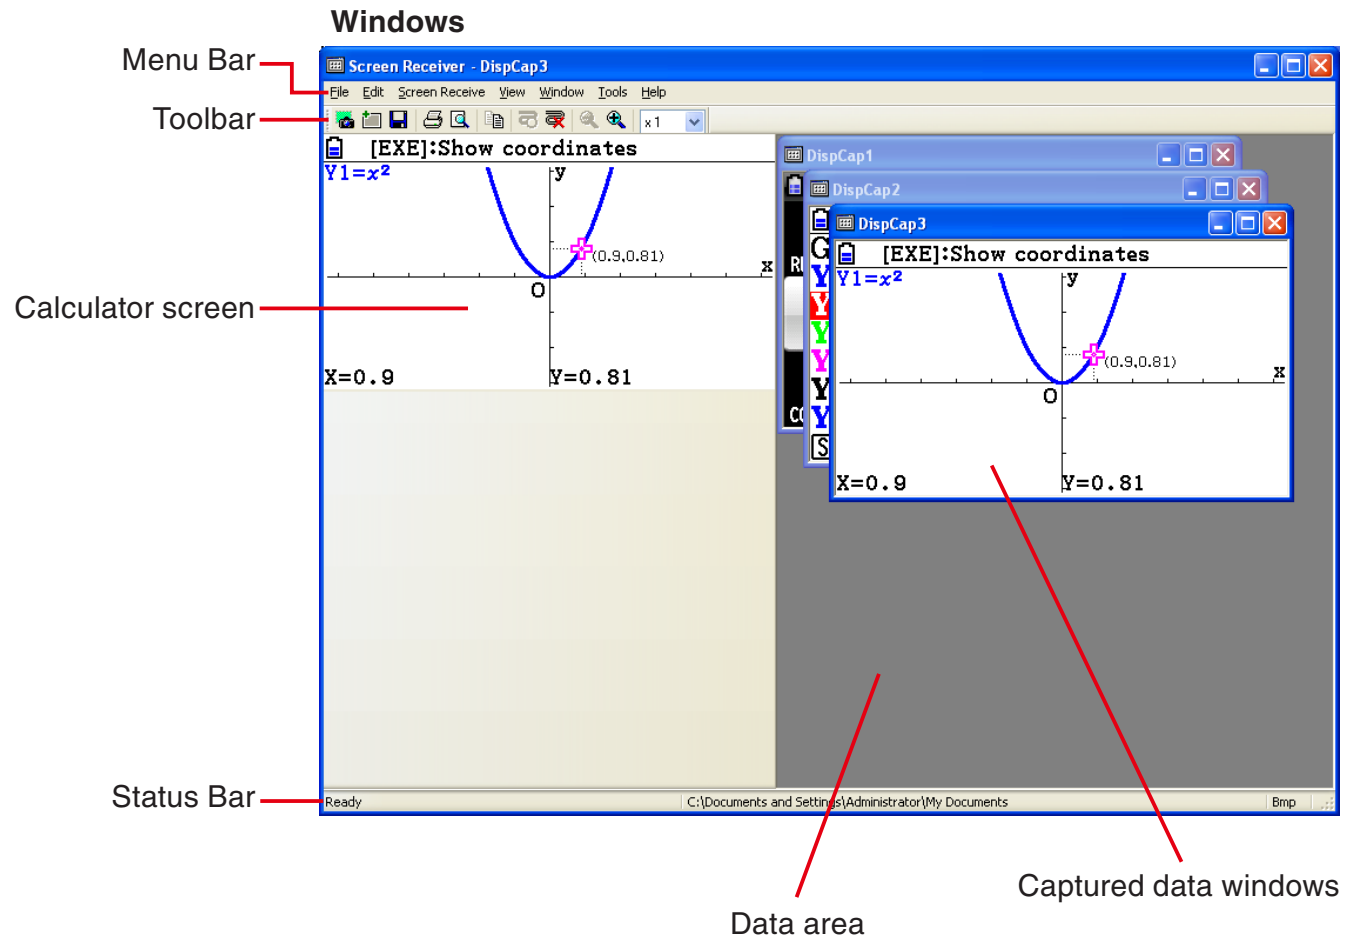 Windows
Menu Bar
Screen Receiver - DispCap3
File Edit Screen Receive View Window Tools Help
Toolbar
x1
[EXE]:Show coordinates
Y1=x²
y
(0.9,0.81)
x
O
X=0.9 Y=0.81
Calculator screen
DispCap1
DispCap2
G
Y
Y
Y
Y
Y
Y
S
DispCap3
[EXE]:Show coordinates
Y1=x²
y
(0.9,0.81)
x
O
X=0.9 Y=0.81
Status Bar
Ready C:\Documents and Settings\Administrator\My Documents Bmp
Captured data windows
Data area